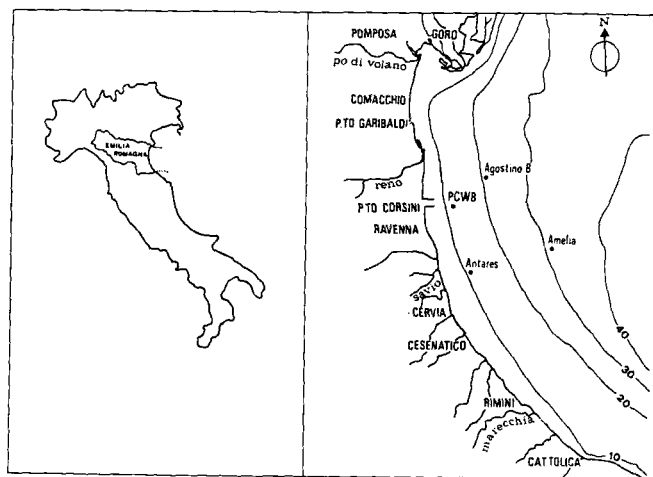 EMILIA
ROMAGNA
N
POMPOSA
GORO
po di volano
COMACCHIO
P.TO GARIBALDI
Agostino B
reno
PCWB
P.TO CORSINI
RAVENNA
Amelia
Antares
savio
CERVIA
CESENATICO
40
30
RIMINI
20
marecchia
10
CATTOLICA